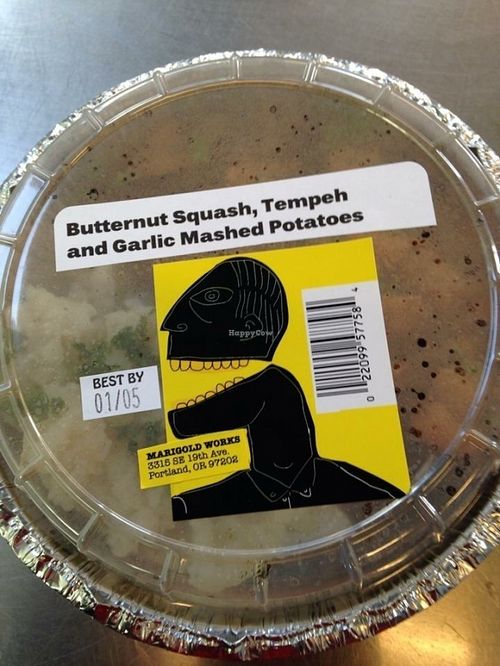 Butternut Squash, Tempeh
and Garlic Mashed Potatoes
HappyCow
BEST BY
01/05
0 22099 57758 4
MARIGOLD WORKS
3315 SE 19th Ave.
Portland, OR 97202